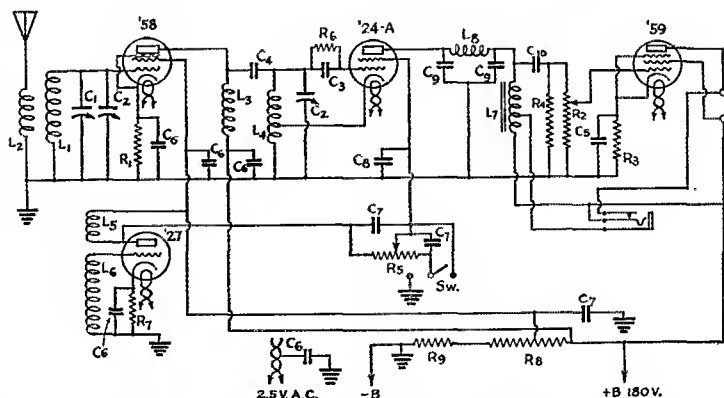 '58
'24-A
'59
R6
L8
C4
C3
C10
C9
C9
L3
C1
C2
L4
C2
L7
R4
R2
L2
L1
R1
C5
C5
R3
C6
C6
C8
L5
'27
C7
C7
L6
R5
Sw.
C6
R7
C7
C6
R9
R8
2.5V. A.C.
-B
+B 180V.